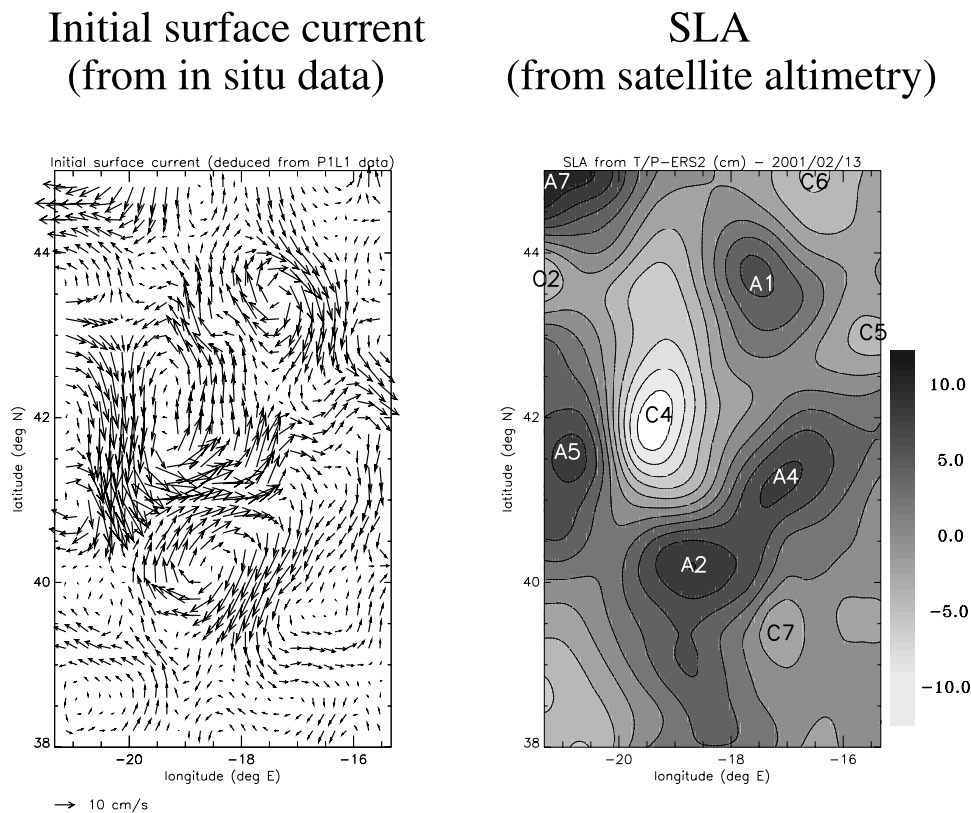 Initial surface current
(from in situ data)
SLA
(from satellite altimetry)
Initial surface current (deduced from P1L1 data)
44
42
40
38
latitude (deg N)
-20
-18
-16
longitude (deg E)
10 cm/s
SLA from T/P-ERS2 (cm) - 2001/02/13
A7
C6
44
O2
A1
C5
42
C4
A5
A4
A2
40
C7
38
latitude (deg N)
-20
-18
-16
longitude (deg E)
10.0
5.0
0.0
-5.0
-10.0